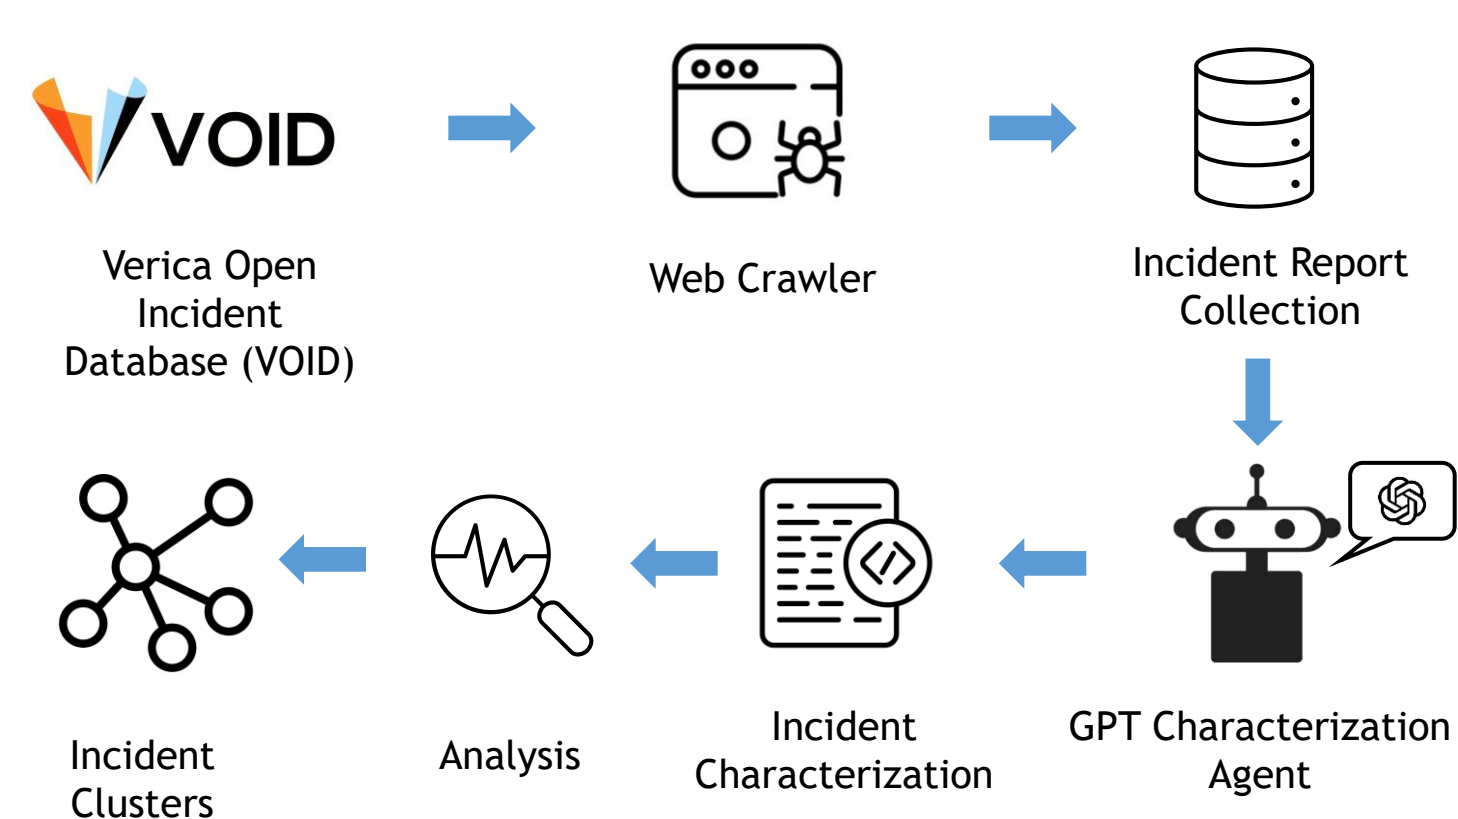 VOID
Verica Open
Incident
Database (VOID)
Web Crawler
Incident Report
Collection
GPT Characterization
Agent
Incident
Characterization
Analysis
Incident
Clusters